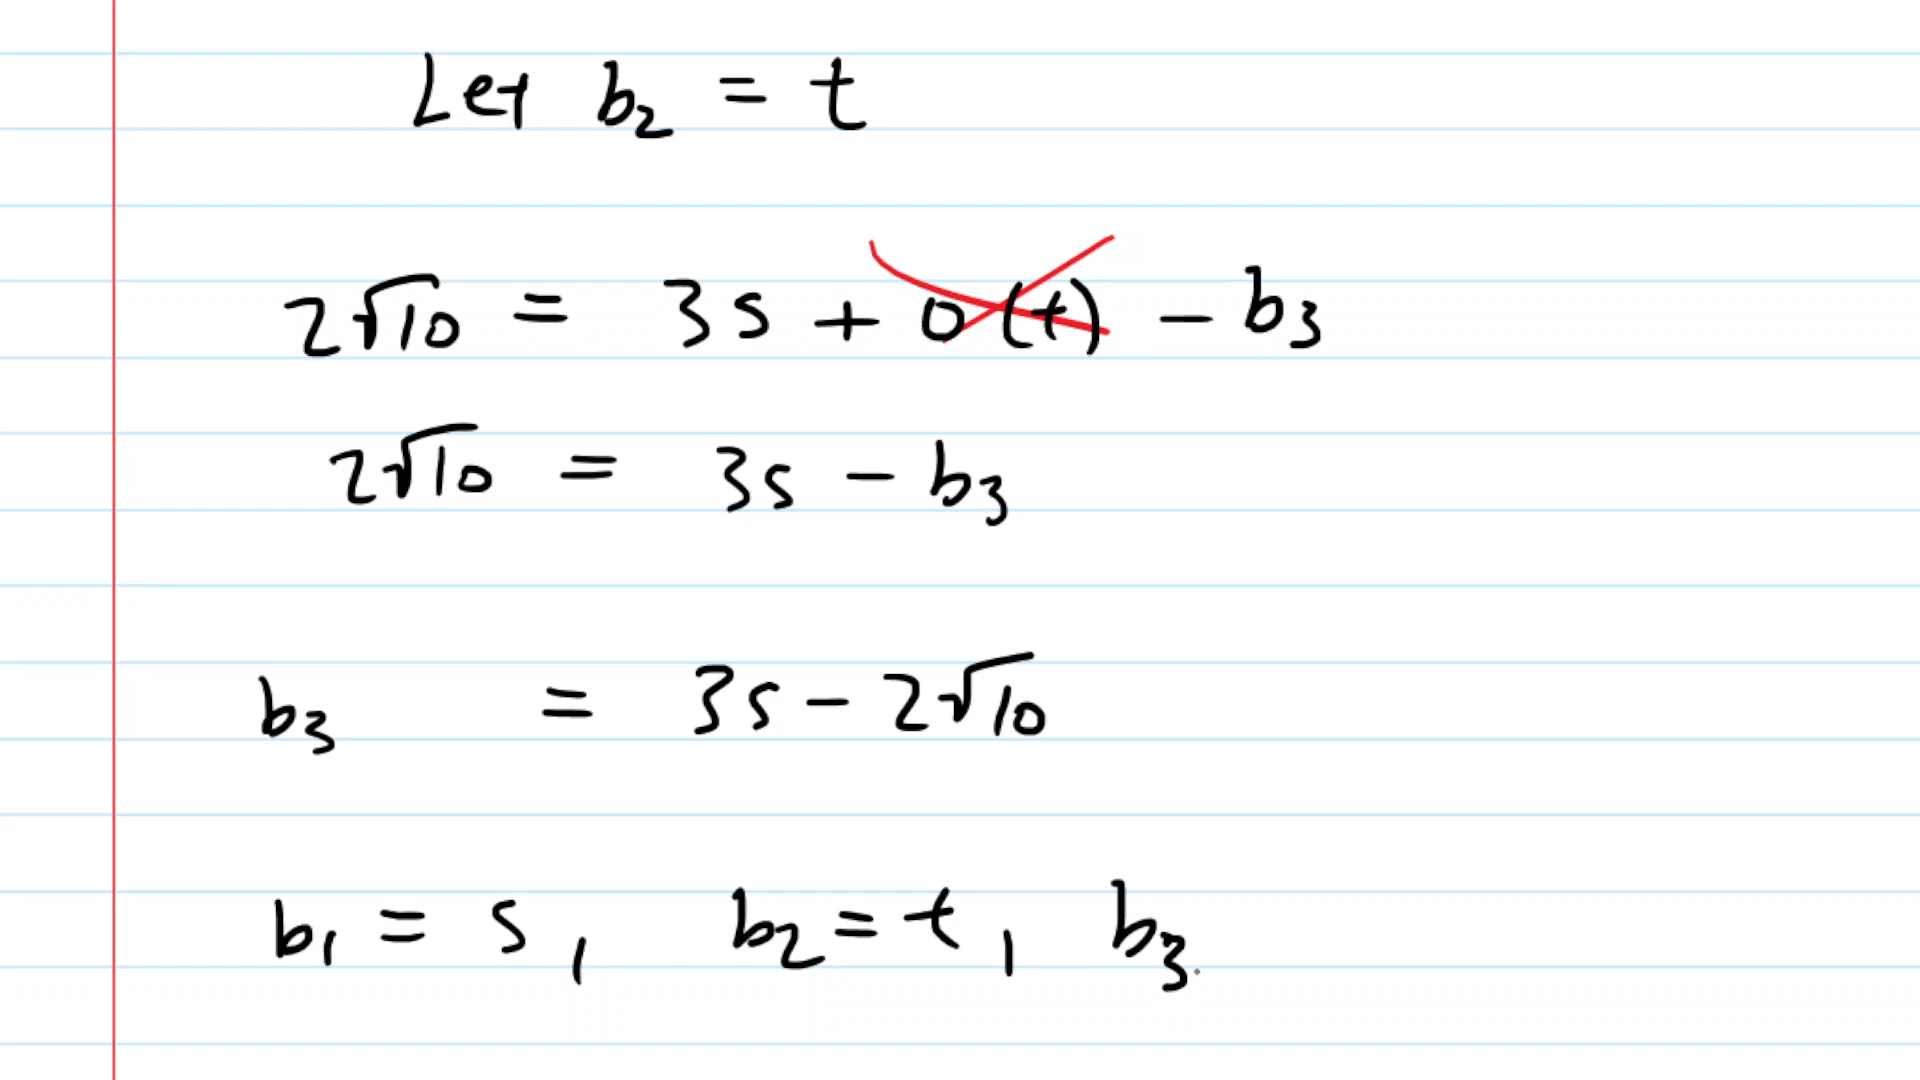 Let b₂ = t
2√10 = 3s + 0(t) - b₃
2√10 = 3s - b₃
b₃ = 3s - 2√10
b₁ = s, b₂ = t, b₃